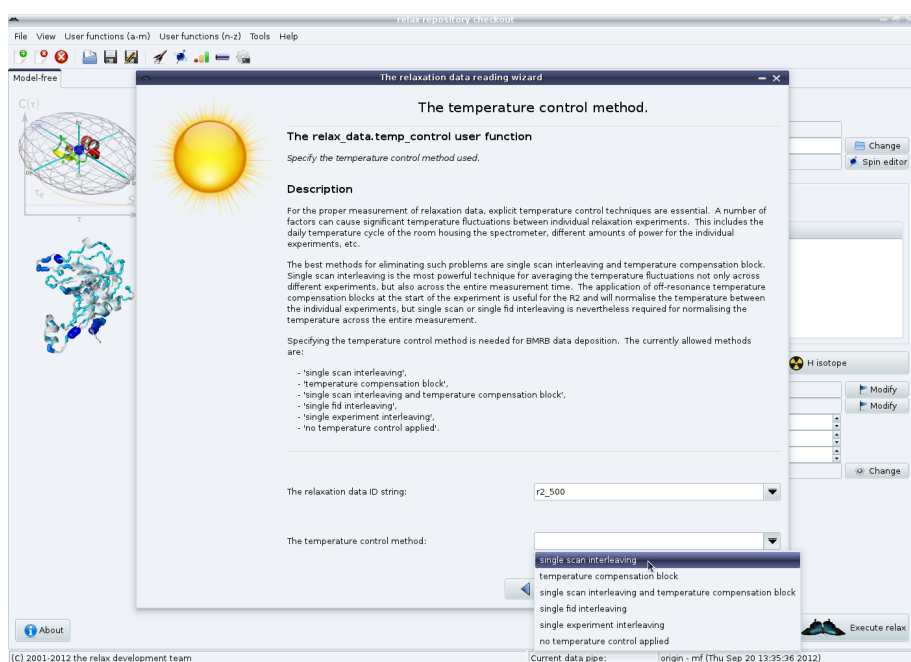 relax repository checkout
File View User functions (a-m) User functions (n-z) Tools Help
Model-free
The relaxation data reading wizard
C(τ)
τe
S
τ
The temperature control method.
The relax_data.temp_control user function
Specify the temperature control method used.
Description
For the proper measurement of relaxation data, explicit temperature control techniques are essential. A number of
factors can cause significant temperature fluctuations between individual relaxation experiments. This includes the
daily temperature cycle of the room housing the spectrometer, different amounts of power for the individual
experiments, etc.
The best methods for eliminating such problems are single scan interleaving and temperature compensation block.
Single scan interleaving is the most powerful technique for averaging the temperature fluctuations not only across
different experiments, but also across the entire measurement time. The application of off-resonance temperature
compensation blocks at the start of the experiment is useful for the R2 and will normalise the temperature between
the individual experiments, but single scan or single fid interleaving is nevertheless required for normalising the
temperature across the entire measurement.
Specifying the temperature control method is needed for BMRB data deposition. The currently allowed methods
are:
- 'single scan interleaving',
- 'temperature compensation block',
- 'single scan interleaving and temperature compensation block',
- 'single fid interleaving',
- 'single experiment interleaving',
- 'no temperature control applied'.
The relaxation data ID string:
r2_500
The temperature control method:
single scan interleaving
temperature compensation block
single scan interleaving and temperature compensation block
single fid interleaving
single experiment interleaving
no temperature control applied
Change
Spin editor
H isotope
Modify
Modify
Change
About
Execute relax
(C) 2001-2012 the relax development team
Current data pipe:
origin - mf (Thu Sep 20 13:35:36 2012)